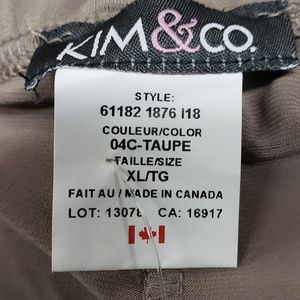 KIM&CO.
STYLE:
61182 1876 I18
COULEUR/COLOR
04C-TAUPE
TAILLE/SIZE
XL/TG
FAIT AU / MADE IN CANADA
LOT: 13078 CA: 16917